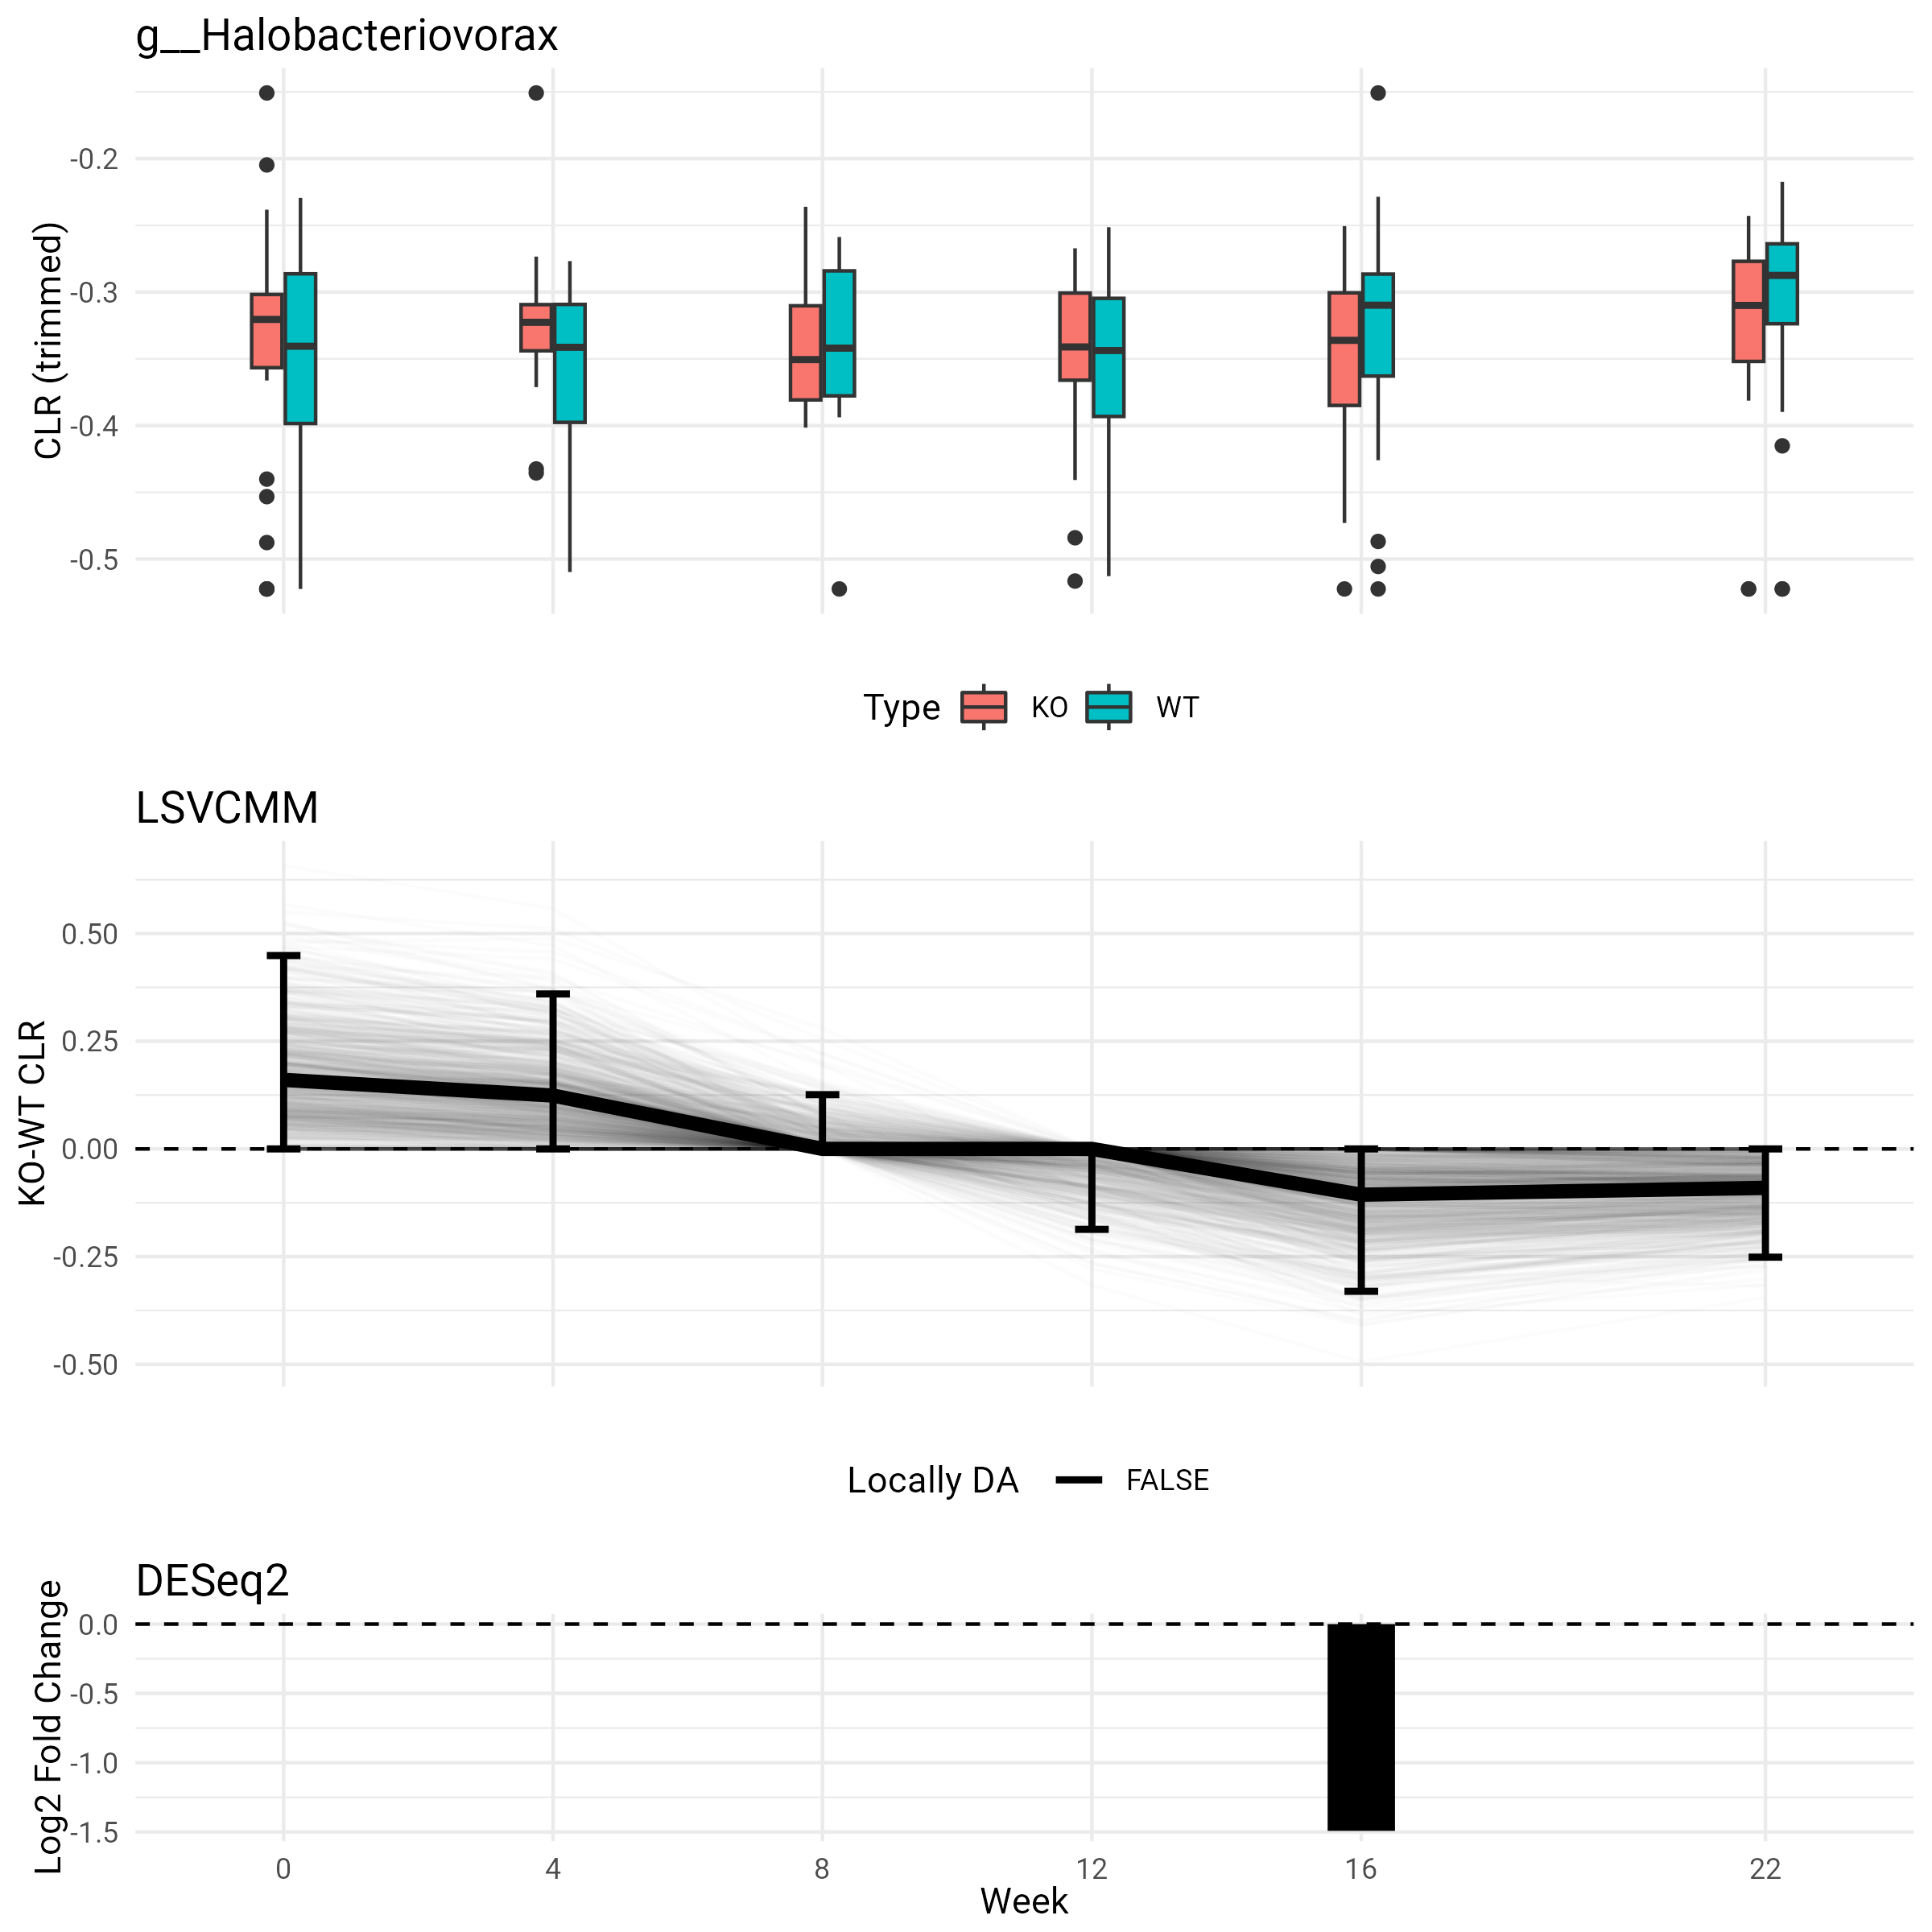 g__Halobacteriovorax
CLR (trimmed)
-0.2
-0.3
-0.4
-0.5
Type KO WT
LSVCMM
KO-WT CLR
0.50
0.25
0.00
-0.25
-0.50
Locally DA FALSE
DESeq2
Log2 Fold Change
0.0
-0.5
-1.0
-1.5
0 4 8 12 16 22
Week